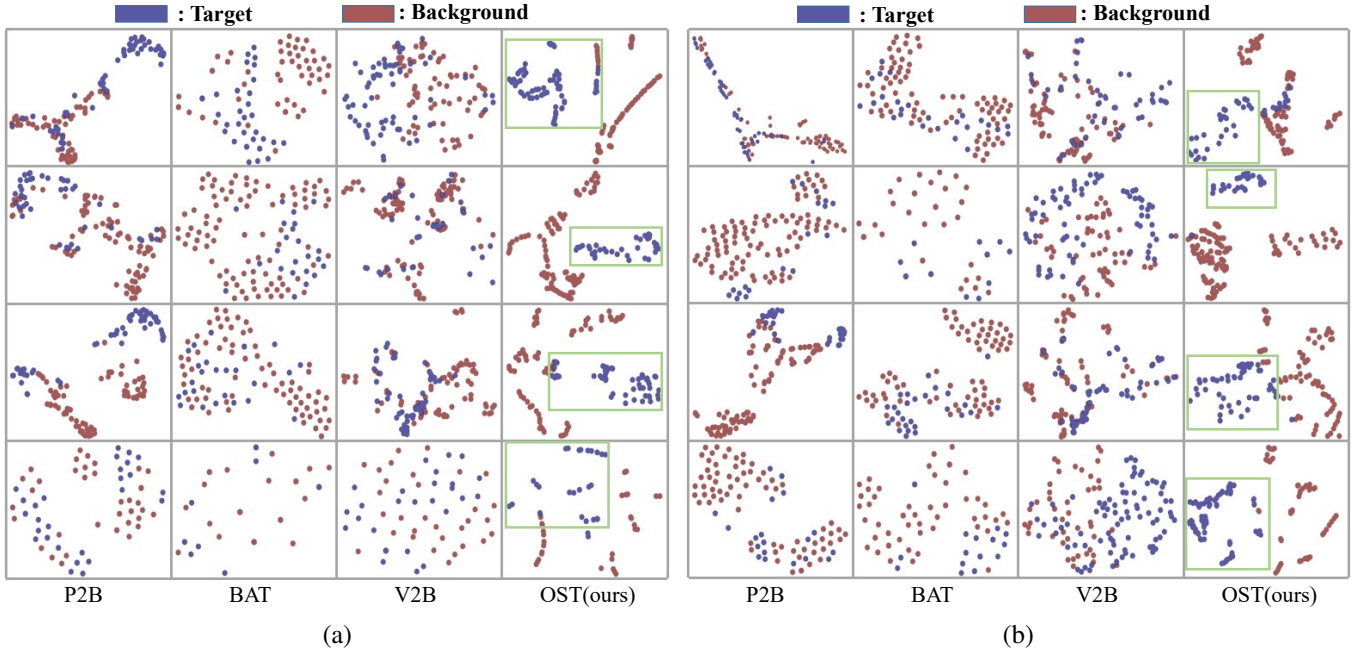 : Target : Background : Target : Background
P2B BAT V2B OST(ours) P2B BAT V2B OST(ours)
(a) (b)